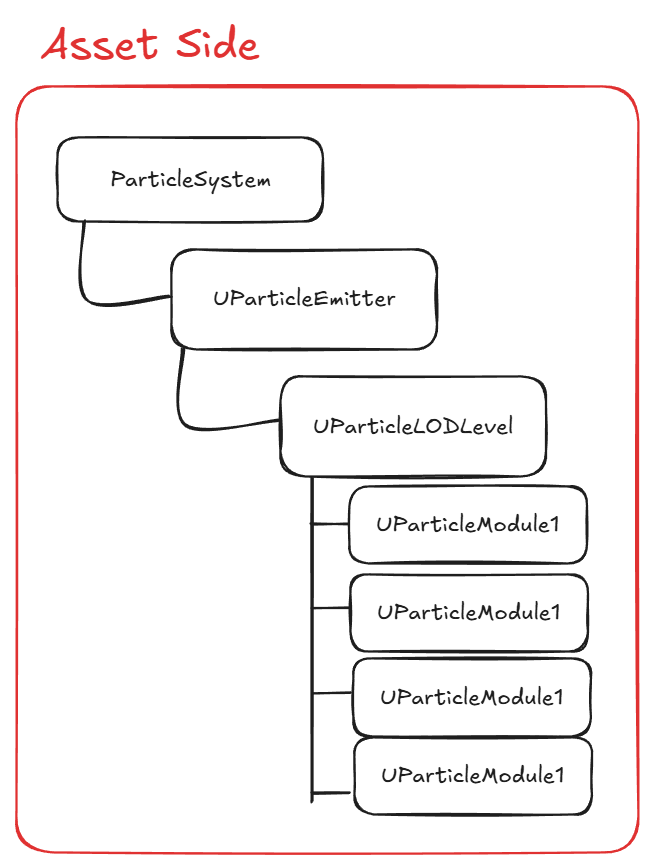 Asset Side
ParticleSystem
UParticleEmitter
UParticleLODLevel
UParticleModule1
UParticleModule1
UParticleModule1
UParticleModule1